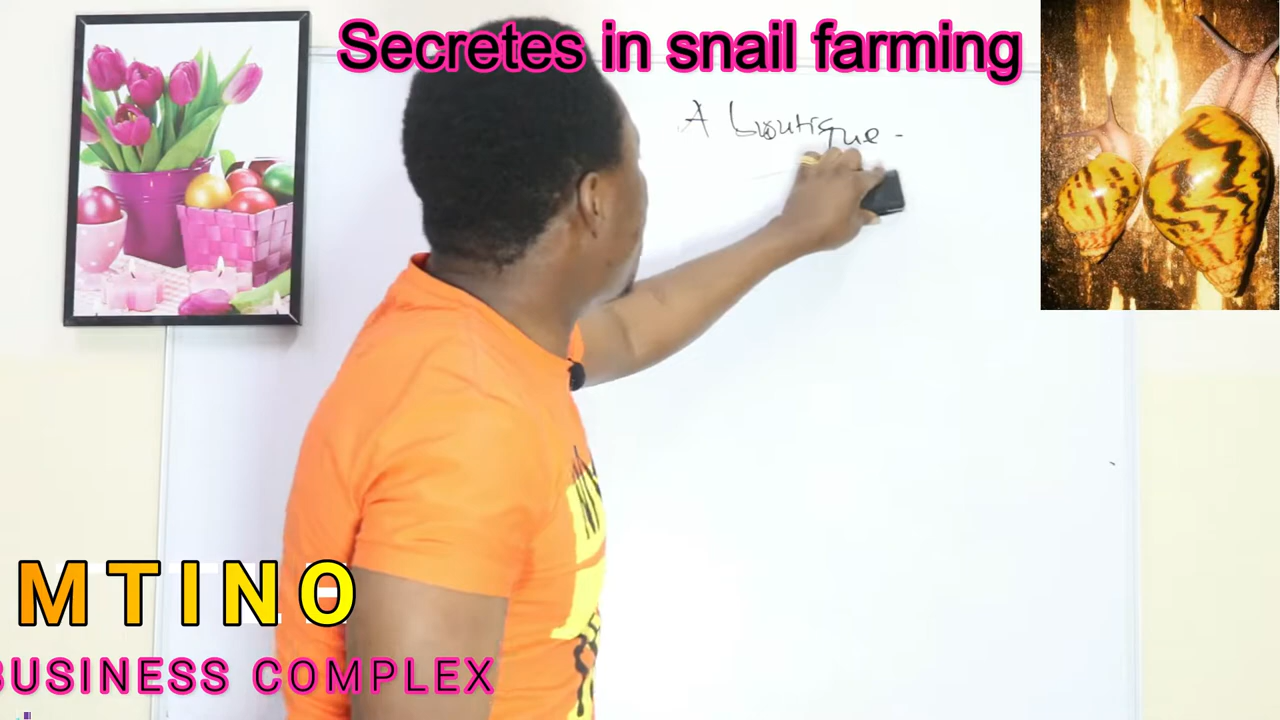 Secretes in snail farming
A boutique -
MTINO
BUSINESS COMPLEX